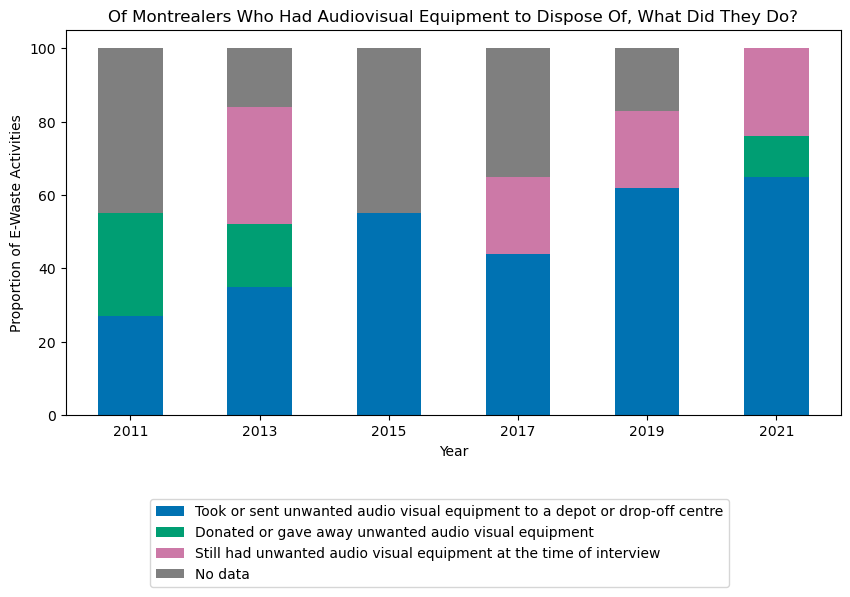 Of Montrealers Who Had Audiovisual Equipment to Dispose Of, What Did They Do?
Proportion of E-Waste Activities
100
80
60
40
20
0
2011 2013 2015 2017 2019 2021
Year
Took or sent unwanted audio visual equipment to a depot or drop-off centre
Donated or gave away unwanted audio visual equipment
Still had unwanted audio visual equipment at the time of interview
No data